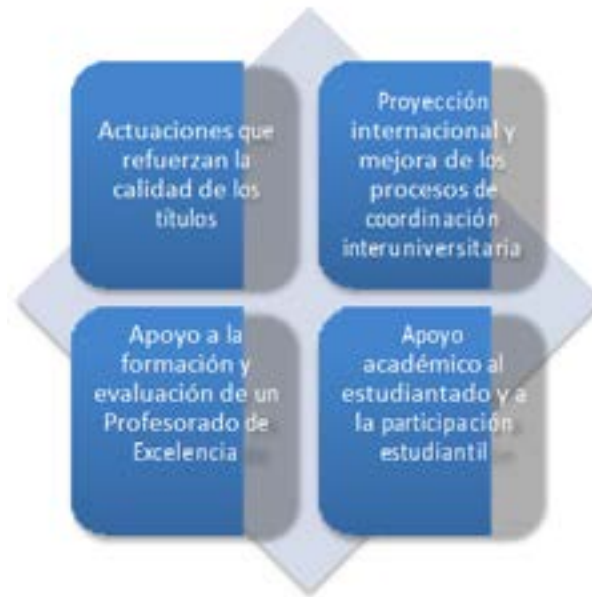 Actuaciones que
refuerzan la
calidad de los
títulos
Proyección
internacional y
mejora de los
procesos de
coordinación
interuniversitaria
Apoyo a la
formación y
evaluación de un
Profesorado de
Excelencia
Apoyo
académico al
estudiantado y a
la participación
estudiantil